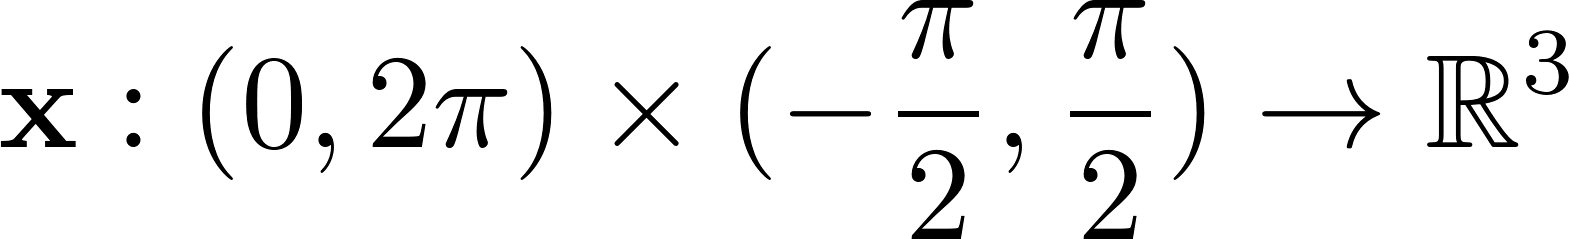 𝐱 : (0, 2π) × (−π/2, π/2) → ℝ³